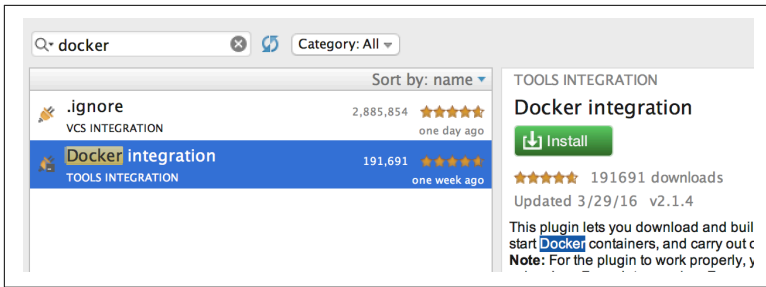 docker
Category: All
Sort by: name
.ignore
2,885,854
VCS INTEGRATION
one day ago
Docker integration
191,691
TOOLS INTEGRATION
one week ago
TOOLS INTEGRATION
Docker integration
Install
191691 downloads
Updated 3/29/16 v2.1.4
This plugin lets you download and buil
start Docker containers, and carry out
Note: For the plugin to work properly,